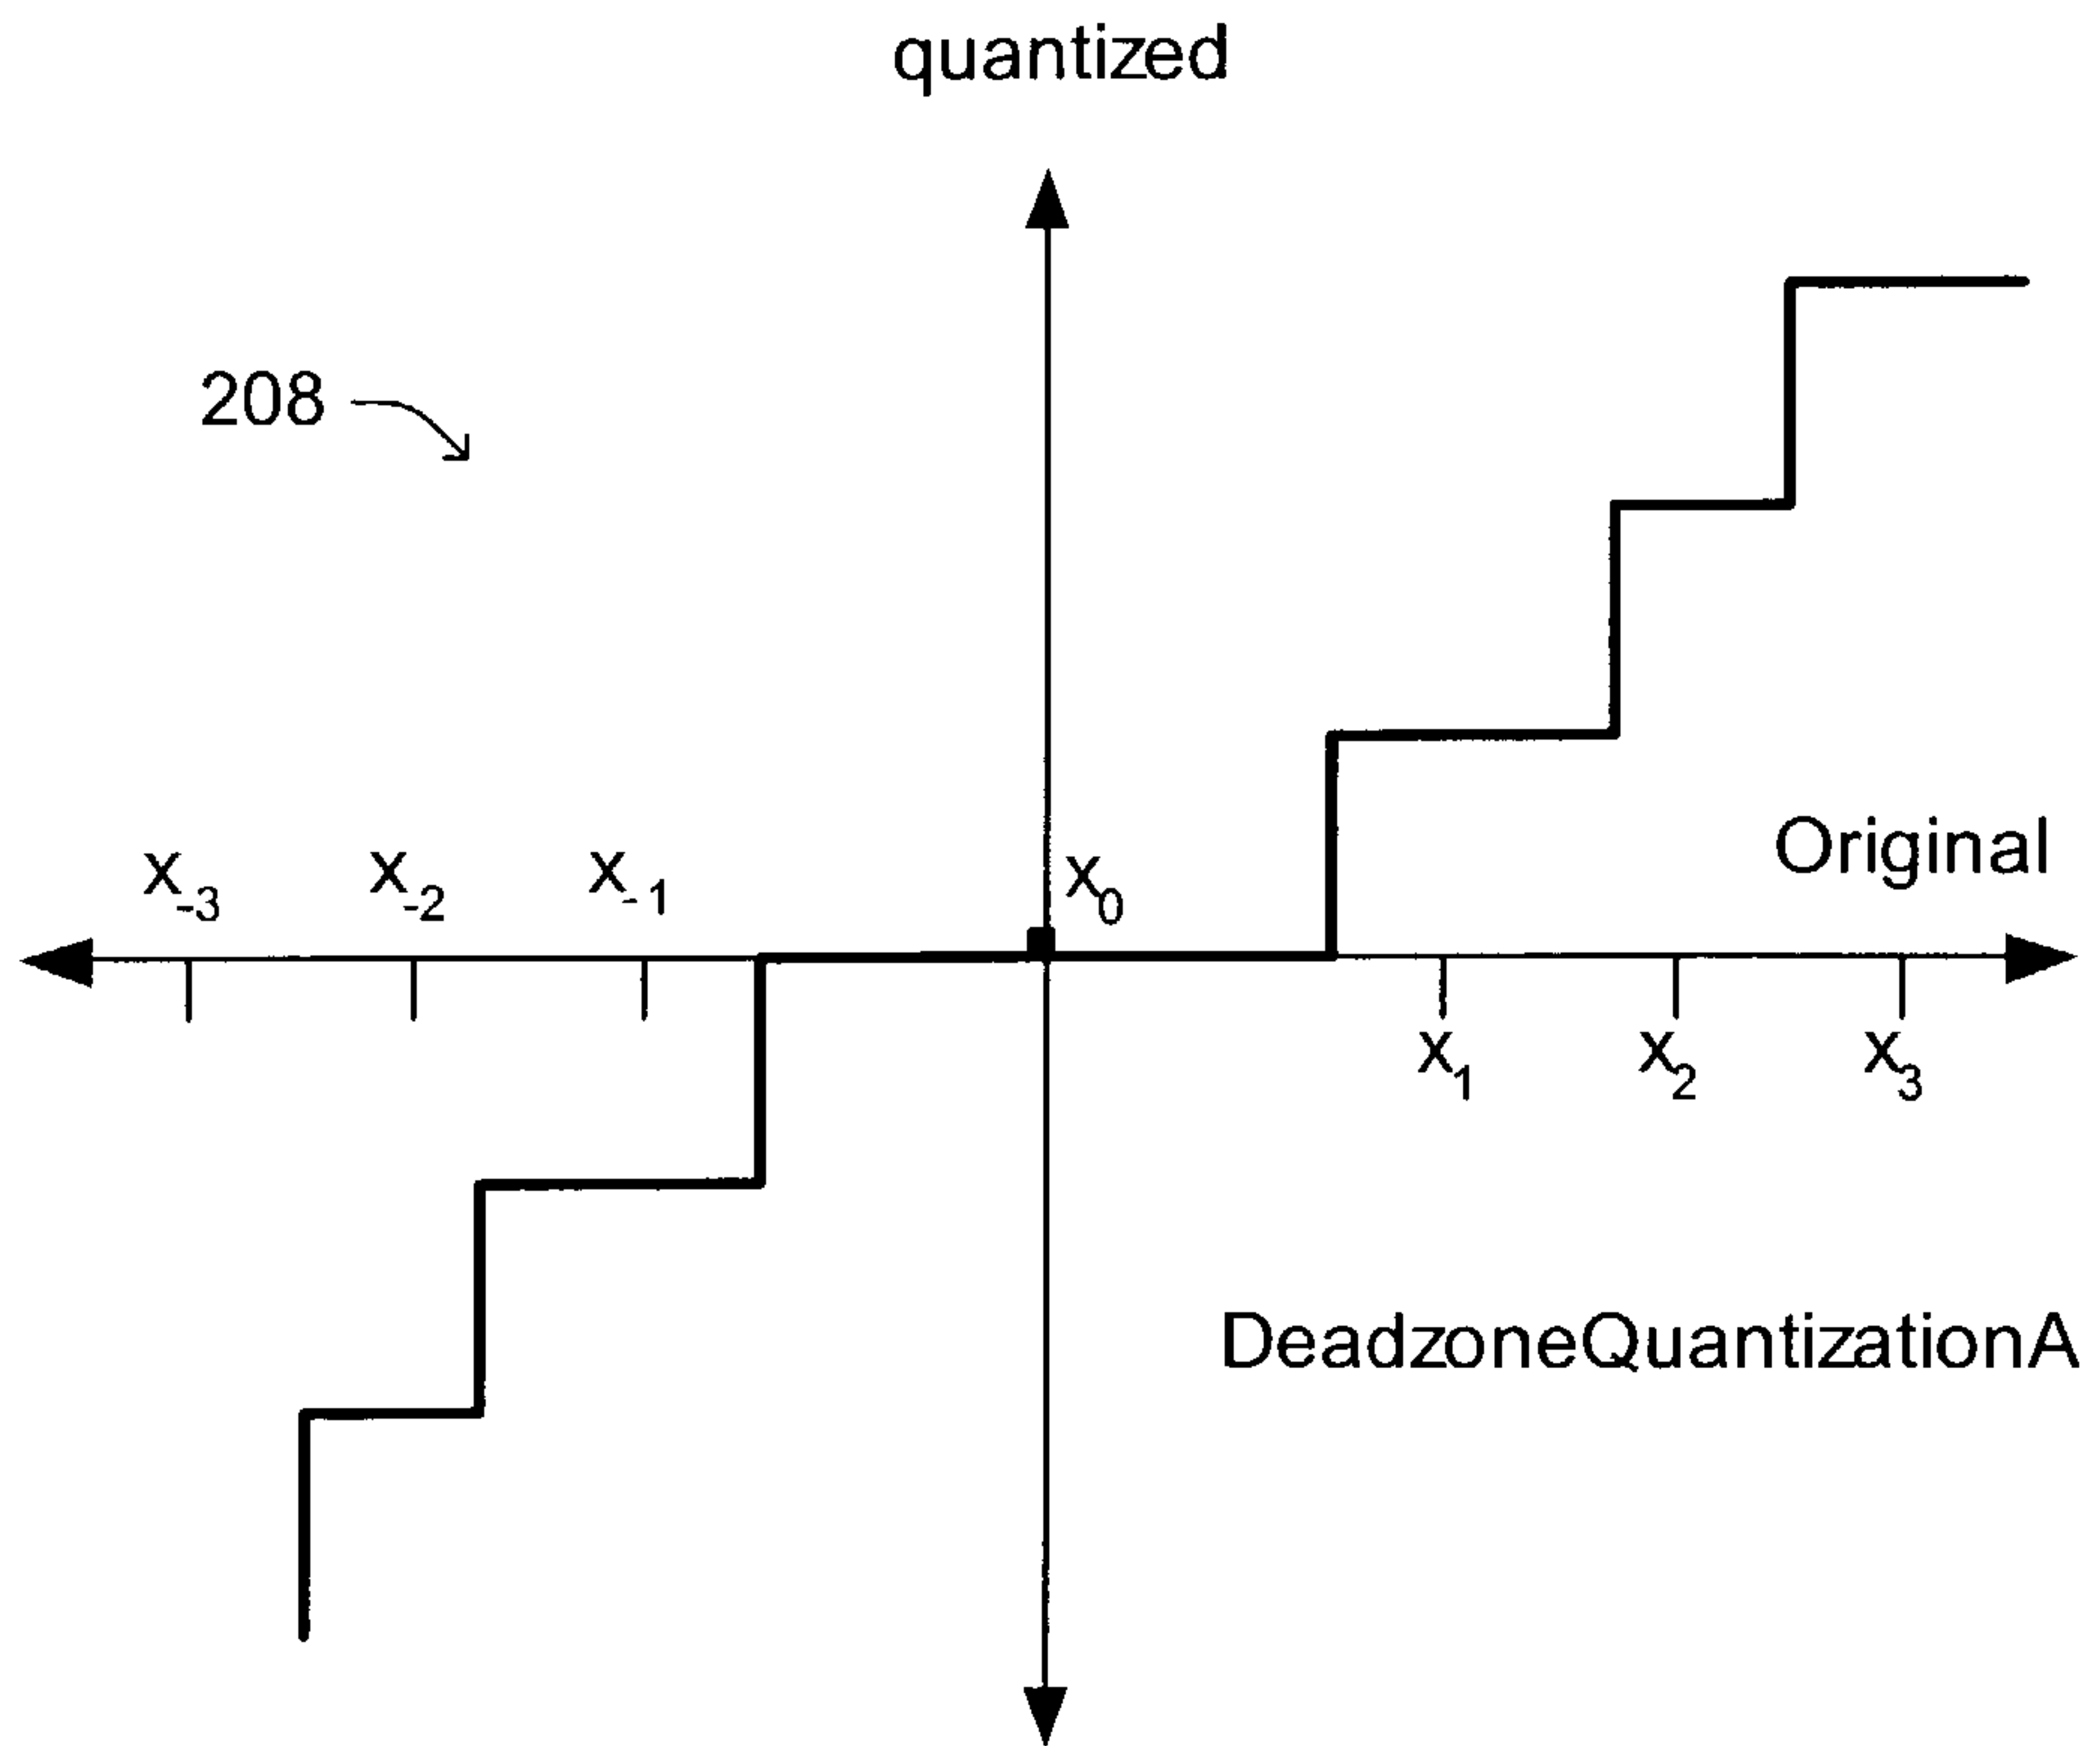 quantized
208
Original
x-3 x-2 x-1 x0
x1 x2 x3
DeadzoneQuantizationA